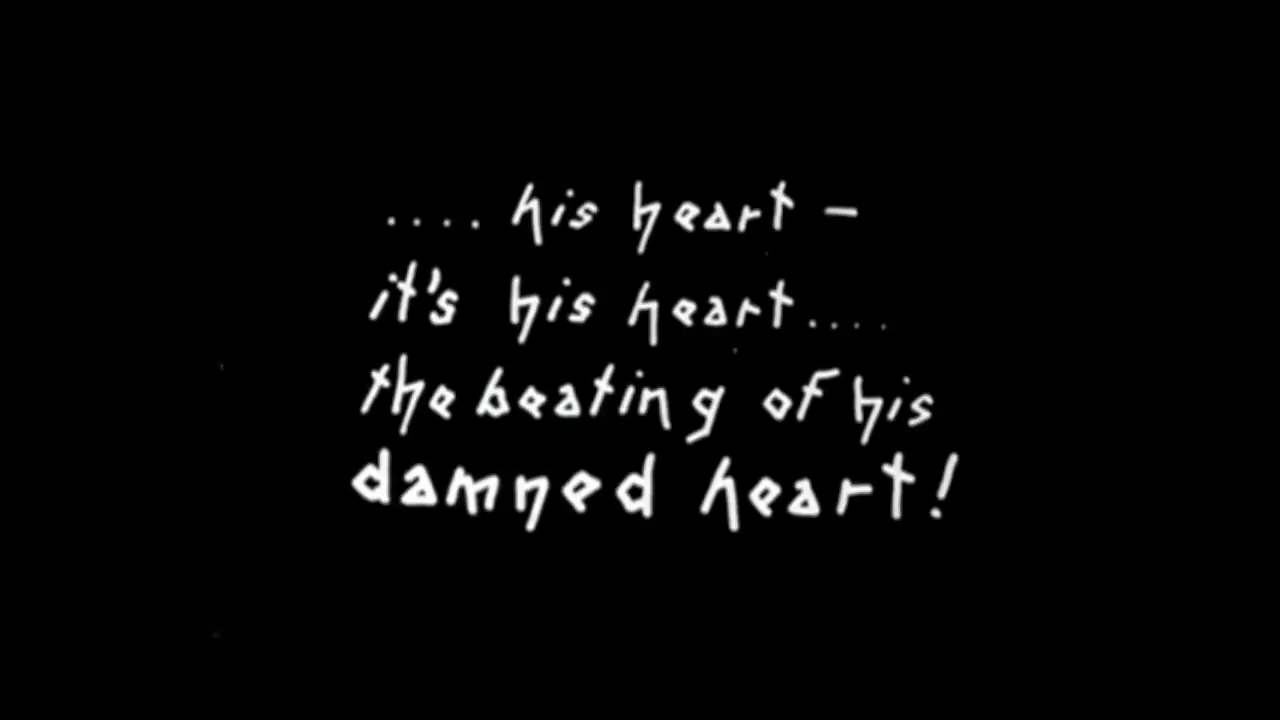 .... his heart -
it's his heart....
the beating of his
damned heart!